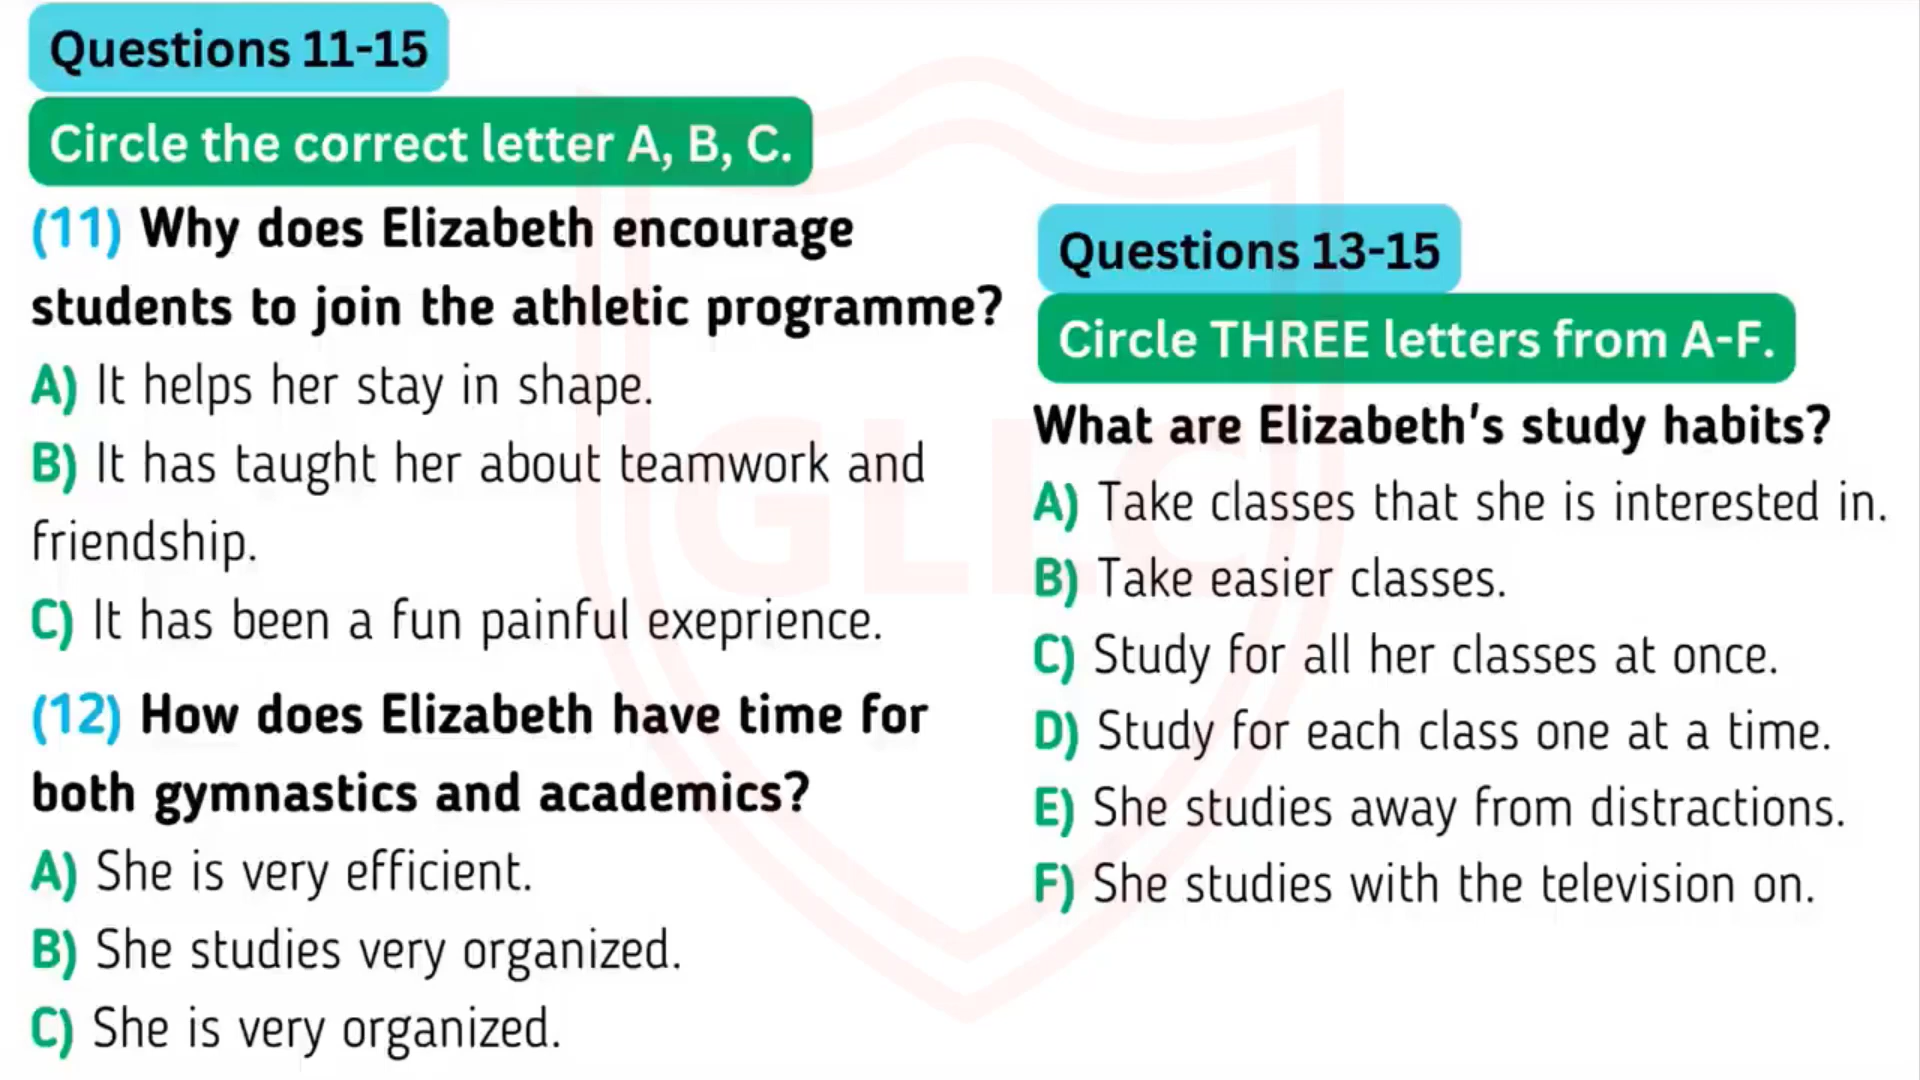 Questions 11-15
Circle the correct letter A, B, C.
(11) Why does Elizabeth encourage
students to join the athletic programme?
A) It helps her stay in shape.
B) It has taught her about teamwork and
friendship.
C) It has been a fun painful exeprience.
(12) How does Elizabeth have time for
both gymnastics and academics?
A) She is very efficient.
B) She studies very organized.
C) She is very organized.
Questions 13-15
Circle THREE letters from A-F.
What are Elizabeth's study habits?
A) Take classes that she is interested in.
B) Take easier classes.
C) Study for all her classes at once.
D) Study for each class one at a time.
E) She studies away from distractions.
F) She studies with the television on.
GLLC